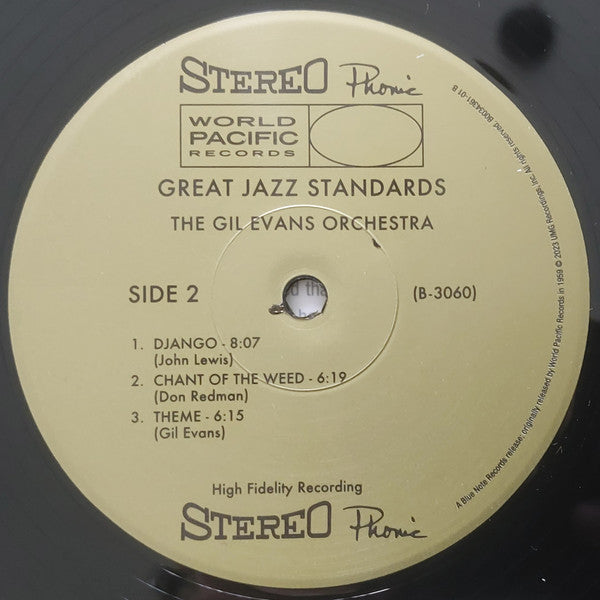 STEREO Phonic
WORLD
PACIFIC
RECORDS
GREAT JAZZ STANDARDS
THE GIL EVANS ORCHESTRA
SIDE 2
(B-3060)
1. DJANGO - 8:07
(John Lewis)
2. CHANT OF THE WEED - 6:19
(Don Redman)
3. THEME - 6:15
(Gil Evans)
High Fidelity Recording
STEREO Phonic
A Blue Note Records release; originally released by World Pacific Records in 1959 © 2023 UMG Recordings, Inc. All rights reserved. B0034361-01 B